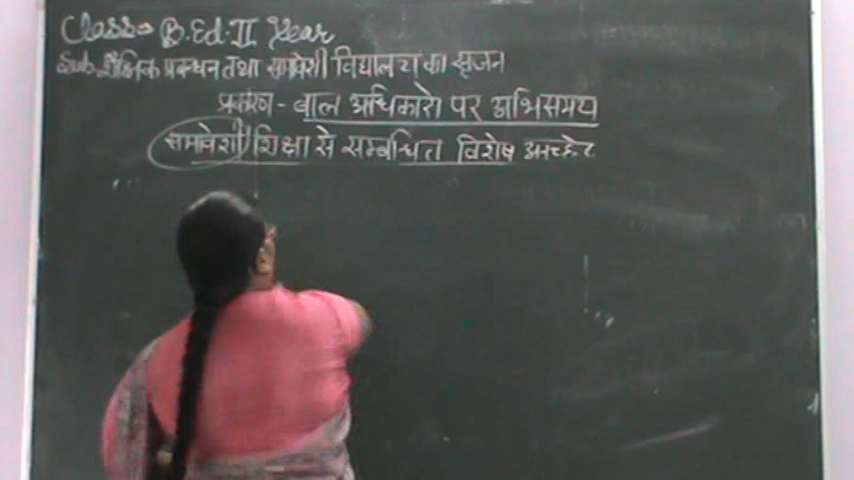 Class→ B.Ed.II Year
Sub. शैक्षिक प्रबन्धन तथा समावेशी विद्यालय का सृजन
प्रकरण - बाल अधिकारों पर अभिसमय
समावेशी शिक्षा से सम्बन्धित विशेष अनुच्छेद